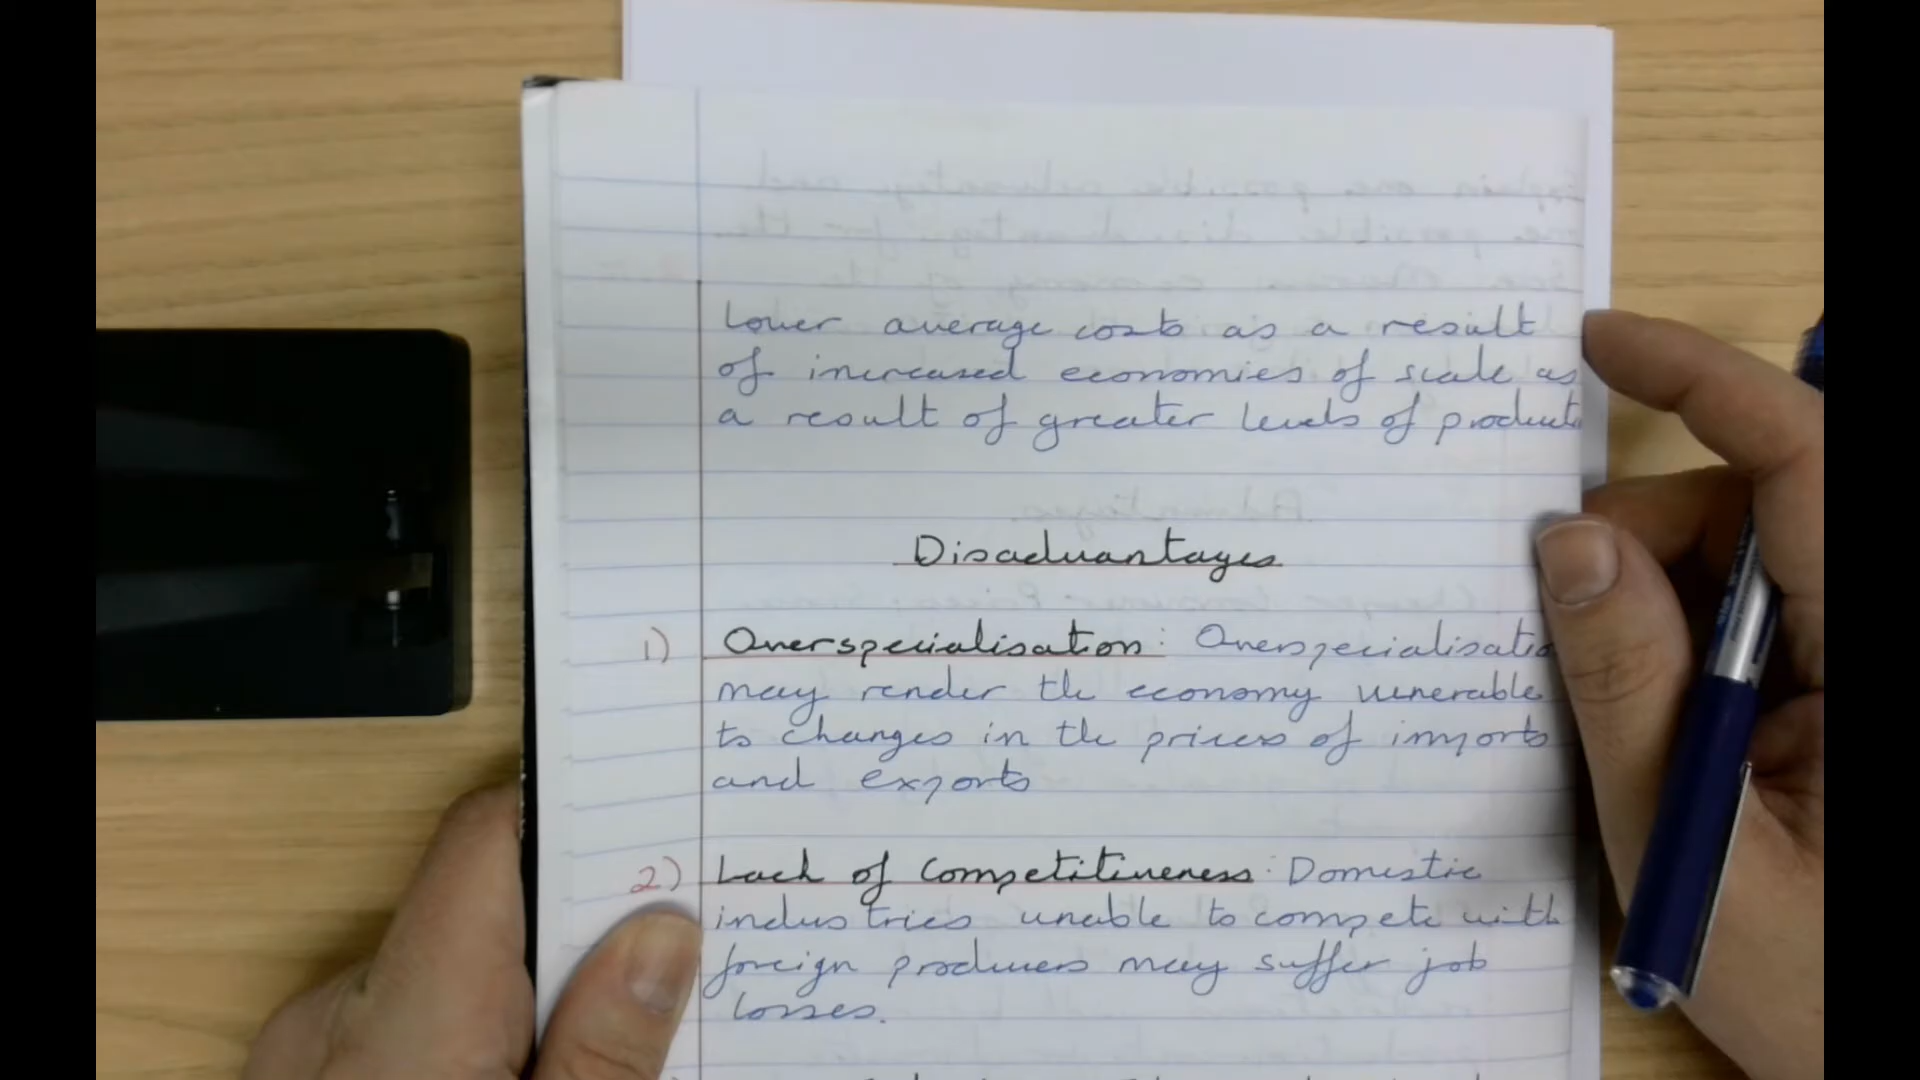 Lower average costs as a result
of increased economies of scale as
a result of greater levels of producti
Disadvantages
1) Overspecialisation: Overspecialisatio
may render the economy vunerable
to changes in the prices of imports
and exports
2) Lack of Competitiveness: Domestic
industries unable to compete with
foreign producers may suffer job
losses.